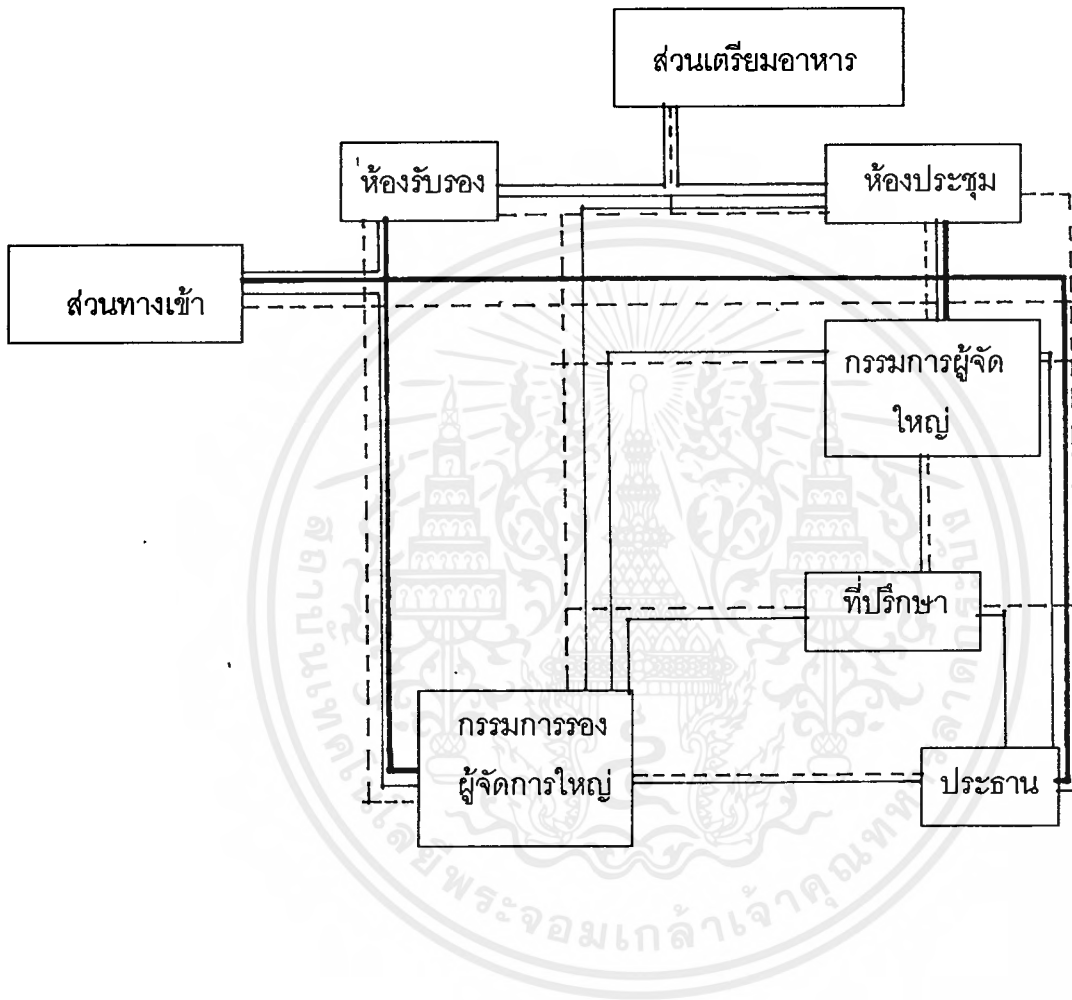 ส่วนเตรียมอาหาร
ห้องรับรอง
ห้องประชุม
ส่วนทางเข้า
กรรมการผู้จัด
ใหญ่
ที่ปรึกษา
กรรมการรอง
ผู้จัดการใหญ่
ประธาน